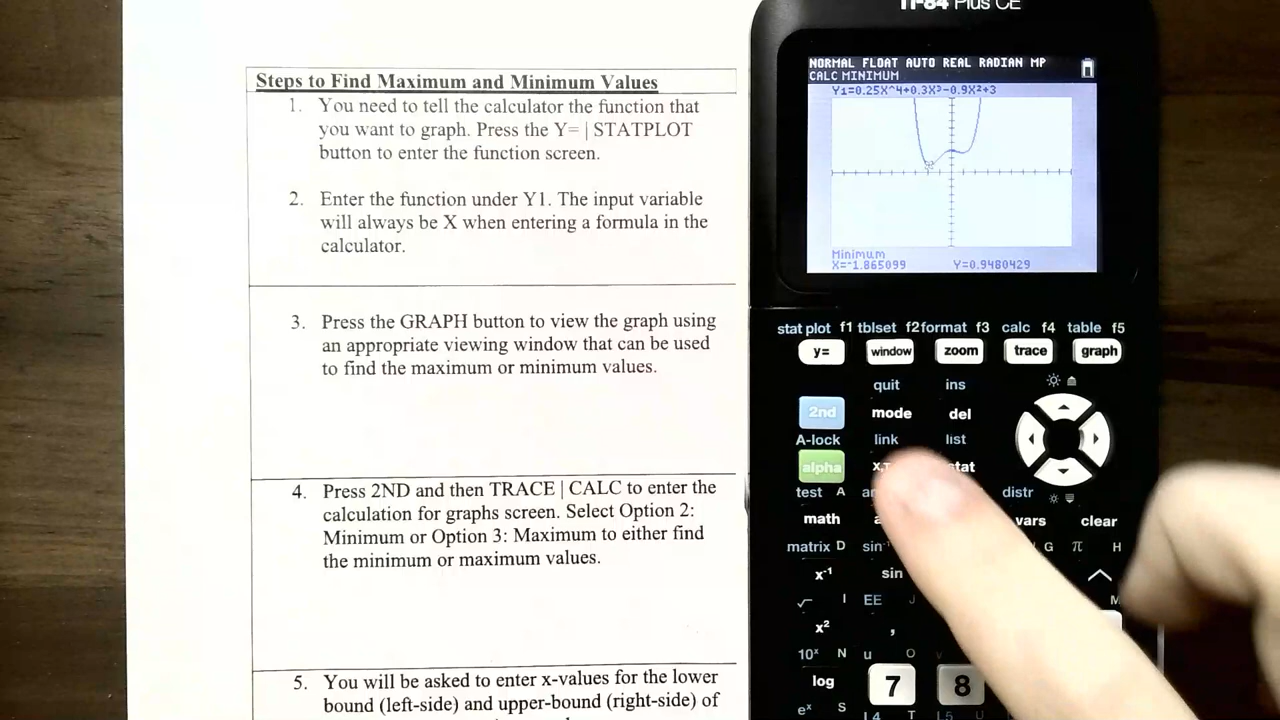 TI-84 Plus CE
NORMAL FLOAT AUTO REAL RADIAN MP
CALC MINIMUM
Y1=0.25X^4+0.3X³-0.9X²+3
Minimum
X=-1.865099 Y=0.9480429
Steps to Find Maximum and Minimum Values
1. You need to tell the calculator the function that
you want to graph. Press the Y= | STATPLOT
button to enter the function screen.
2. Enter the function under Y1. The input variable
will always be X when entering a formula in the
calculator.
3. Press the GRAPH button to view the graph using
an appropriate viewing window that can be used
to find the maximum or minimum values.
4. Press 2ND and then TRACE | CALC to enter the
calculation for graphs screen. Select Option 2:
Minimum or Option 3: Maximum to either find
the minimum or maximum values.
5. You will be asked to enter x-values for the lower
bound (left-side) and upper-bound (right-side) of
stat plot f1 tblset f2 format f3 calc f4 table f5
y= window zoom trace graph
quit ins
2nd mode del
A-lock link list
alpha
test A distr
math vars clear
matrix D sin⁻¹ G π H
x⁻¹ sin
√ I EE J
x² , M
10ˣ N u O
log 7 8
eˣ S L4 T L5 U